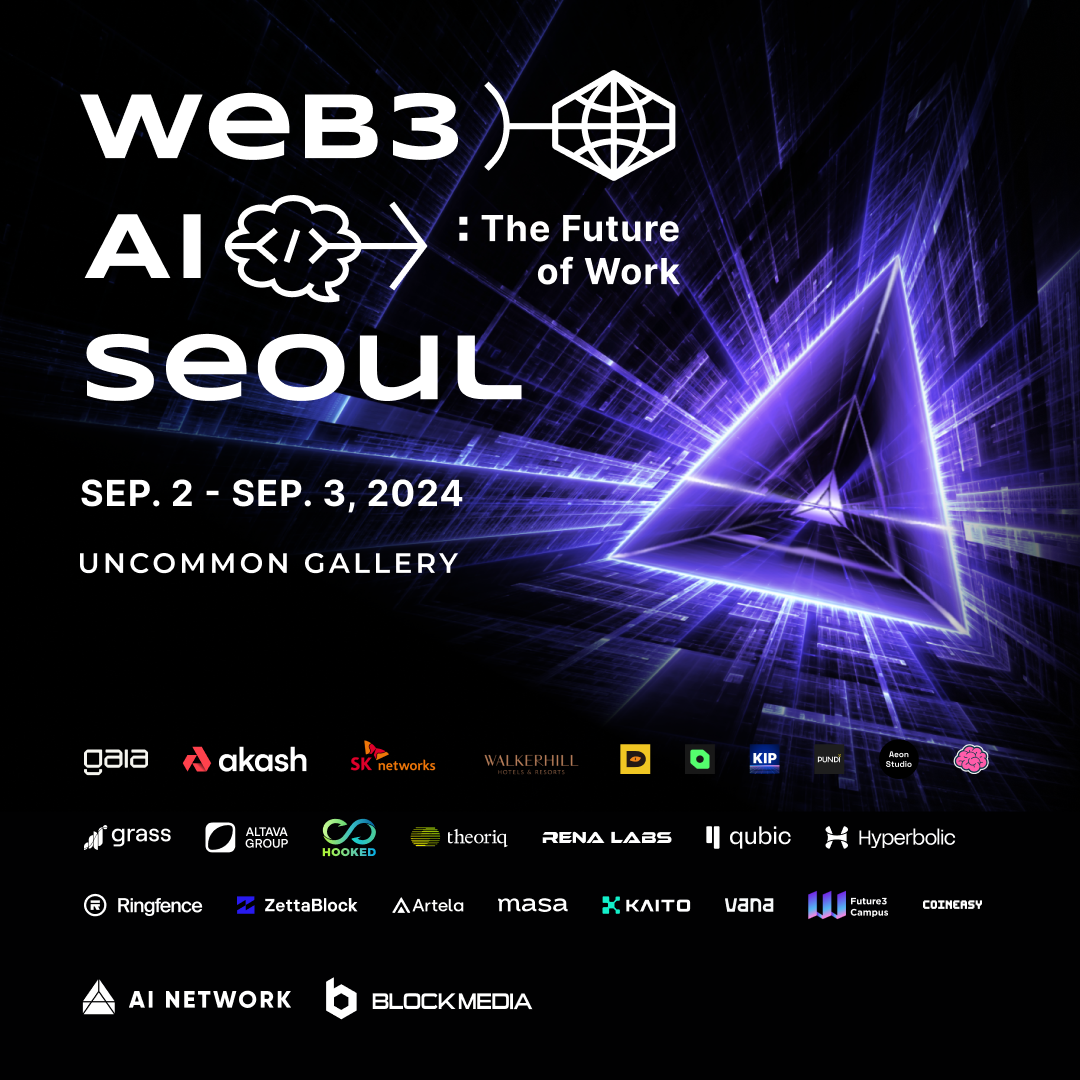 WeB3
AI </> : The Future
of Work
seoul
SEP. 2 - SEP. 3, 2024
UNCOMMON GALLERY
gaia akash SK networks WALKERHILL HOTELS & RESORTS D KIP PUNDI Aeon Studio
grass ALTAVA GROUP HOOKED theoriq RENA LABS qubic Hyperbolic
Ringfence ZettaBlock Artela masa KAITO vana Future3 Campus COINEASY
AI NETWORK BLOCKMEDIA